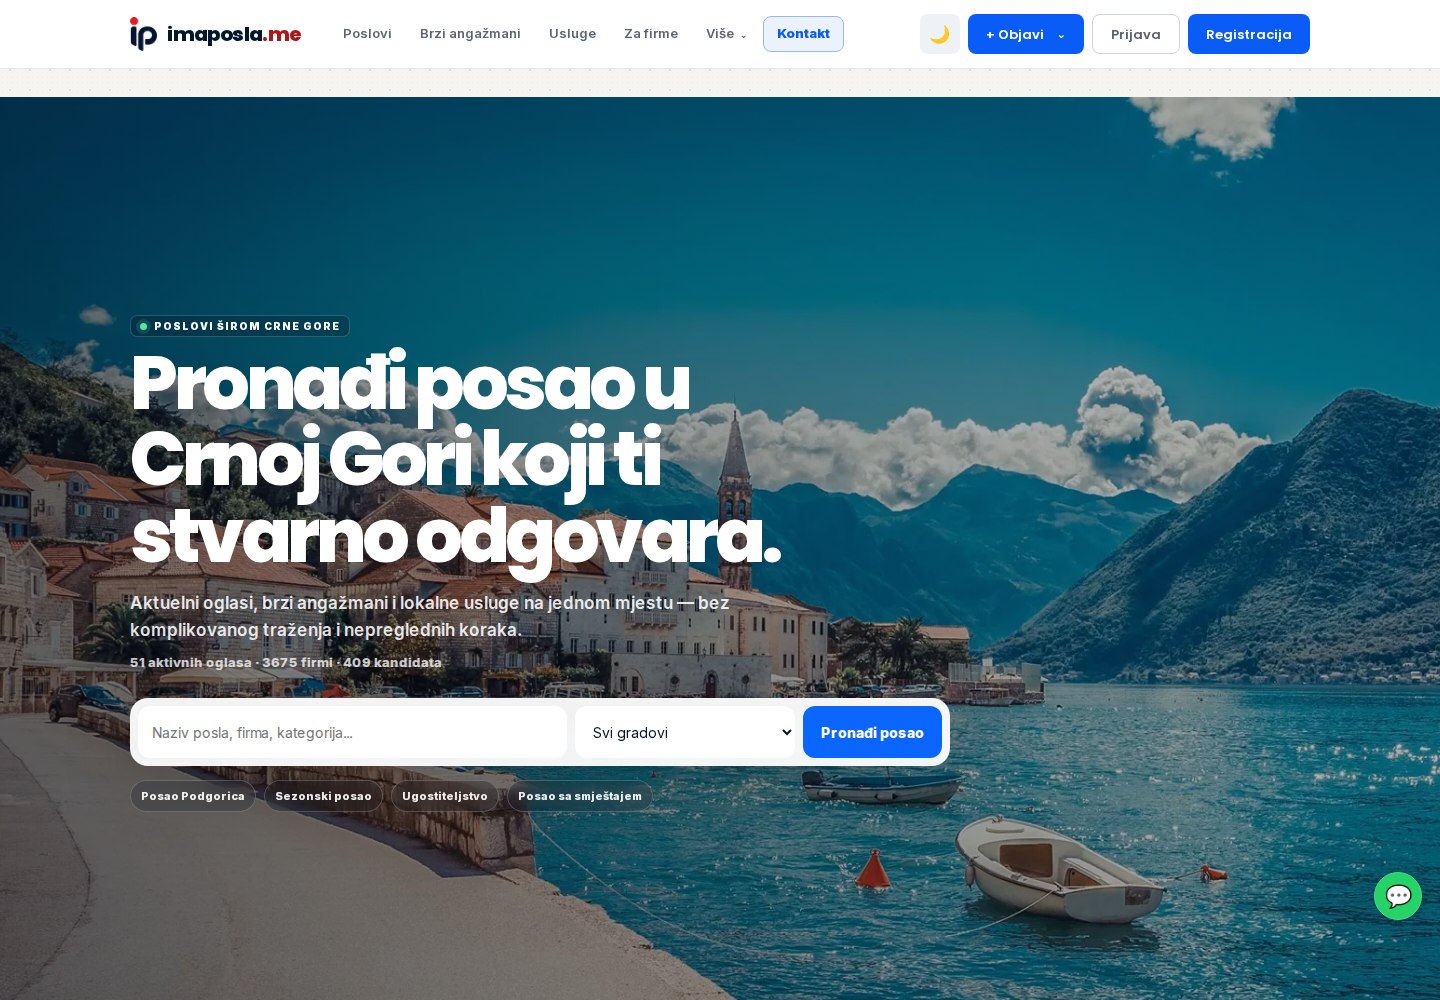 ip imaposla.me
Poslovi
Brzi angažmani
Usluge
Za firme
Više
Kontakt
+ Objavi
Prijava
Registracija
POSLOVI ŠIROM CRNE GORE
Pronađi posao u
Crnoj Gori koji ti
stvarno odgovara.
Aktuelni oglasi, brzi angažmani i lokalne usluge na jednom mjestu — bez
komplikovanog traženja i nepreglednih koraka.
51 aktivnih oglasa · 3675 firmi · 409 kandidata
Naziv posla, firma, kategorija...
Svi gradovi
Pronađi posao
Posao Podgorica
Sezonski posao
Ugostiteljstvo
Posao sa smještajem